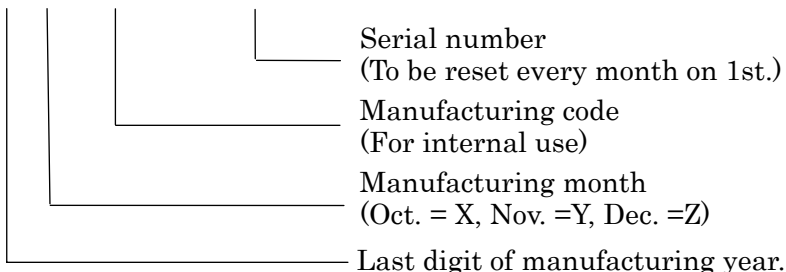 Serial number
(To be reset every month on 1st.)
Manufacturing code
(For internal use)
Manufacturing month
(Oct. = X, Nov. =Y, Dec. =Z)
Last digit of manufacturing year.